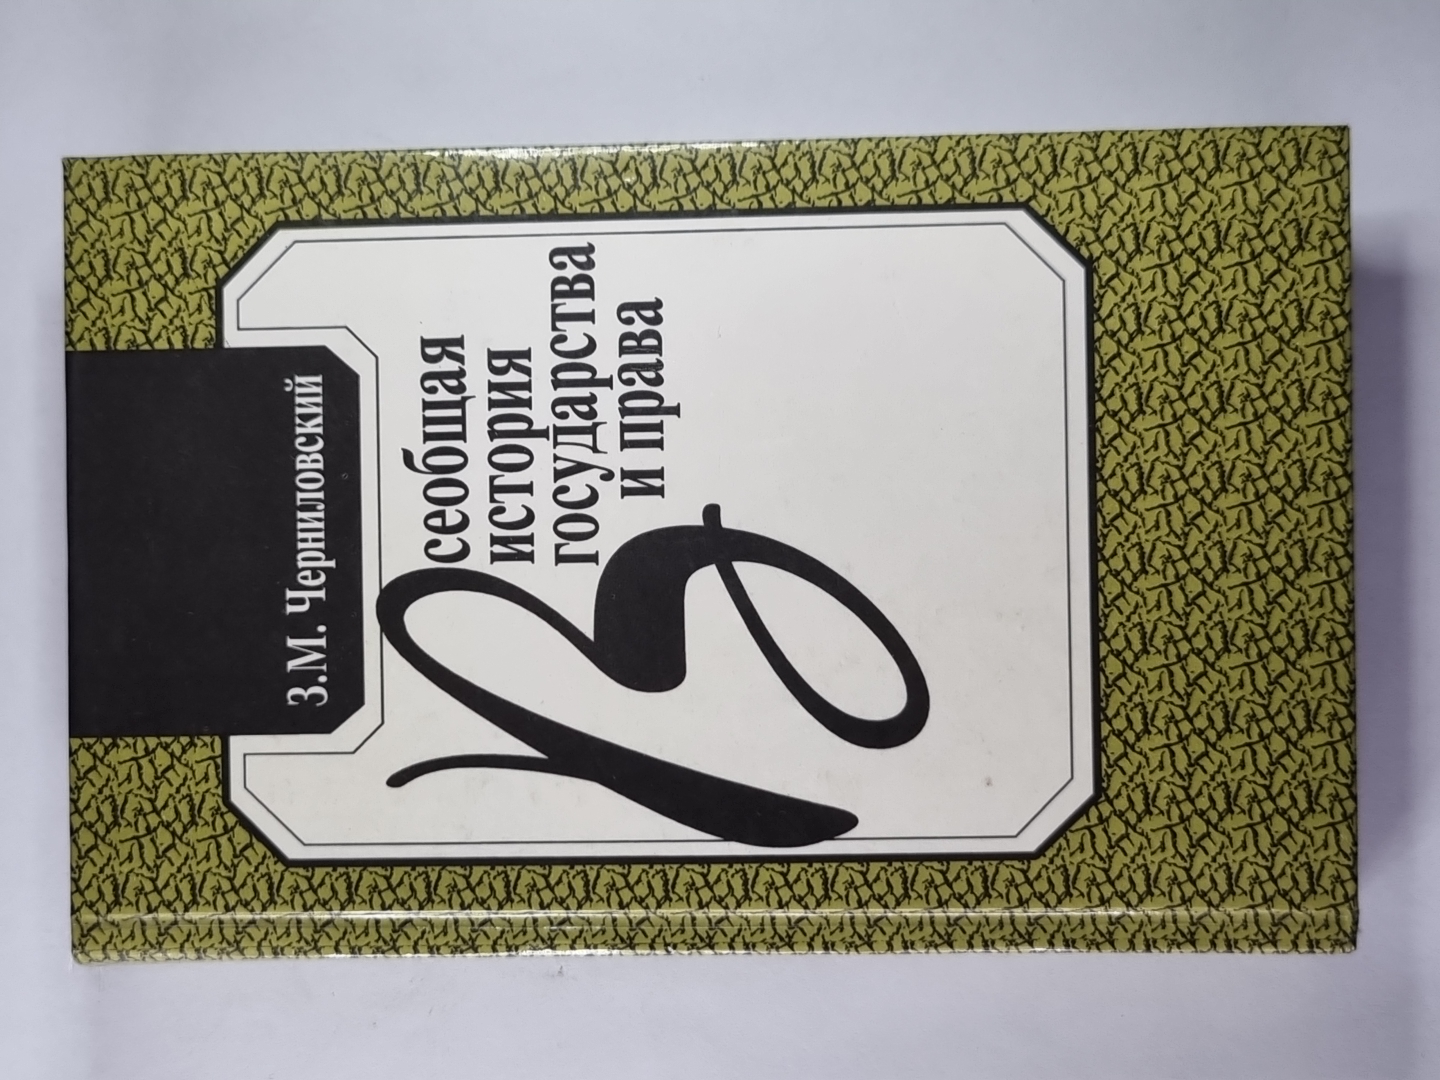 З.М. Черниловский
Всеобщая
история
государства
и права